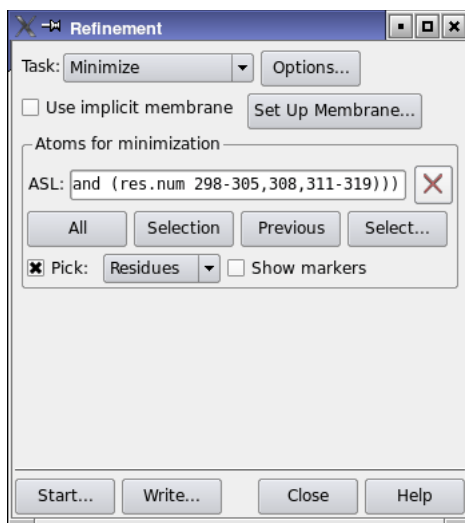 Refinement
Task: Minimize Options...
Use implicit membrane Set Up Membrane...
Atoms for minimization
ASL: and (res.num 298-305,308,311-319)))
All Selection Previous Select...
Pick: Residues Show markers
Start... Write... Close Help